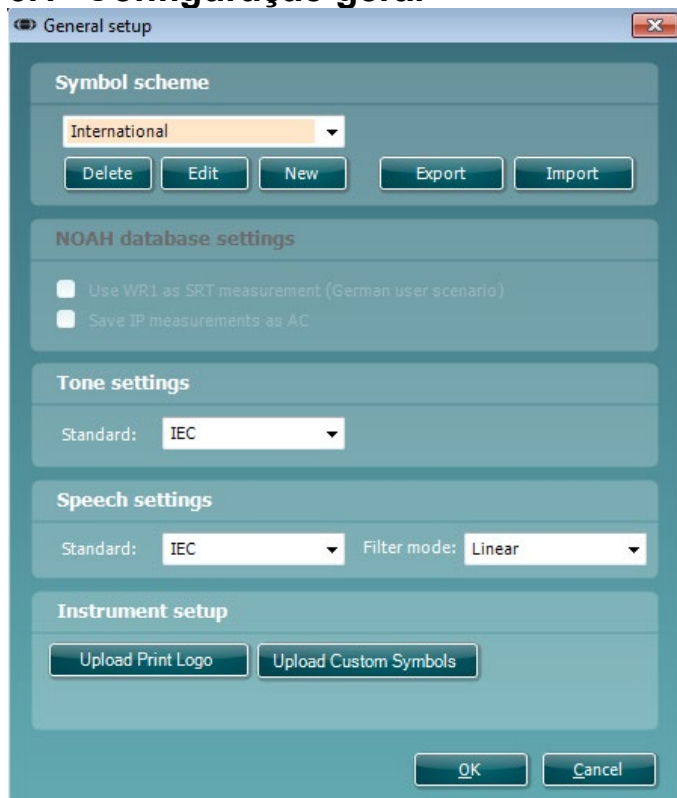 Configuração geral
General setup
Symbol scheme
International
Delete Edit New Export Import
NOAH database settings
Use WR1 as SRT measurement (German user scenario)
Save IP measurements as AC
Tone settings
Standard: IEC
Speech settings
Standard: IEC Filter mode: Linear
Instrument setup
Upload Print Logo Upload Custom Symbols
OK Cancel